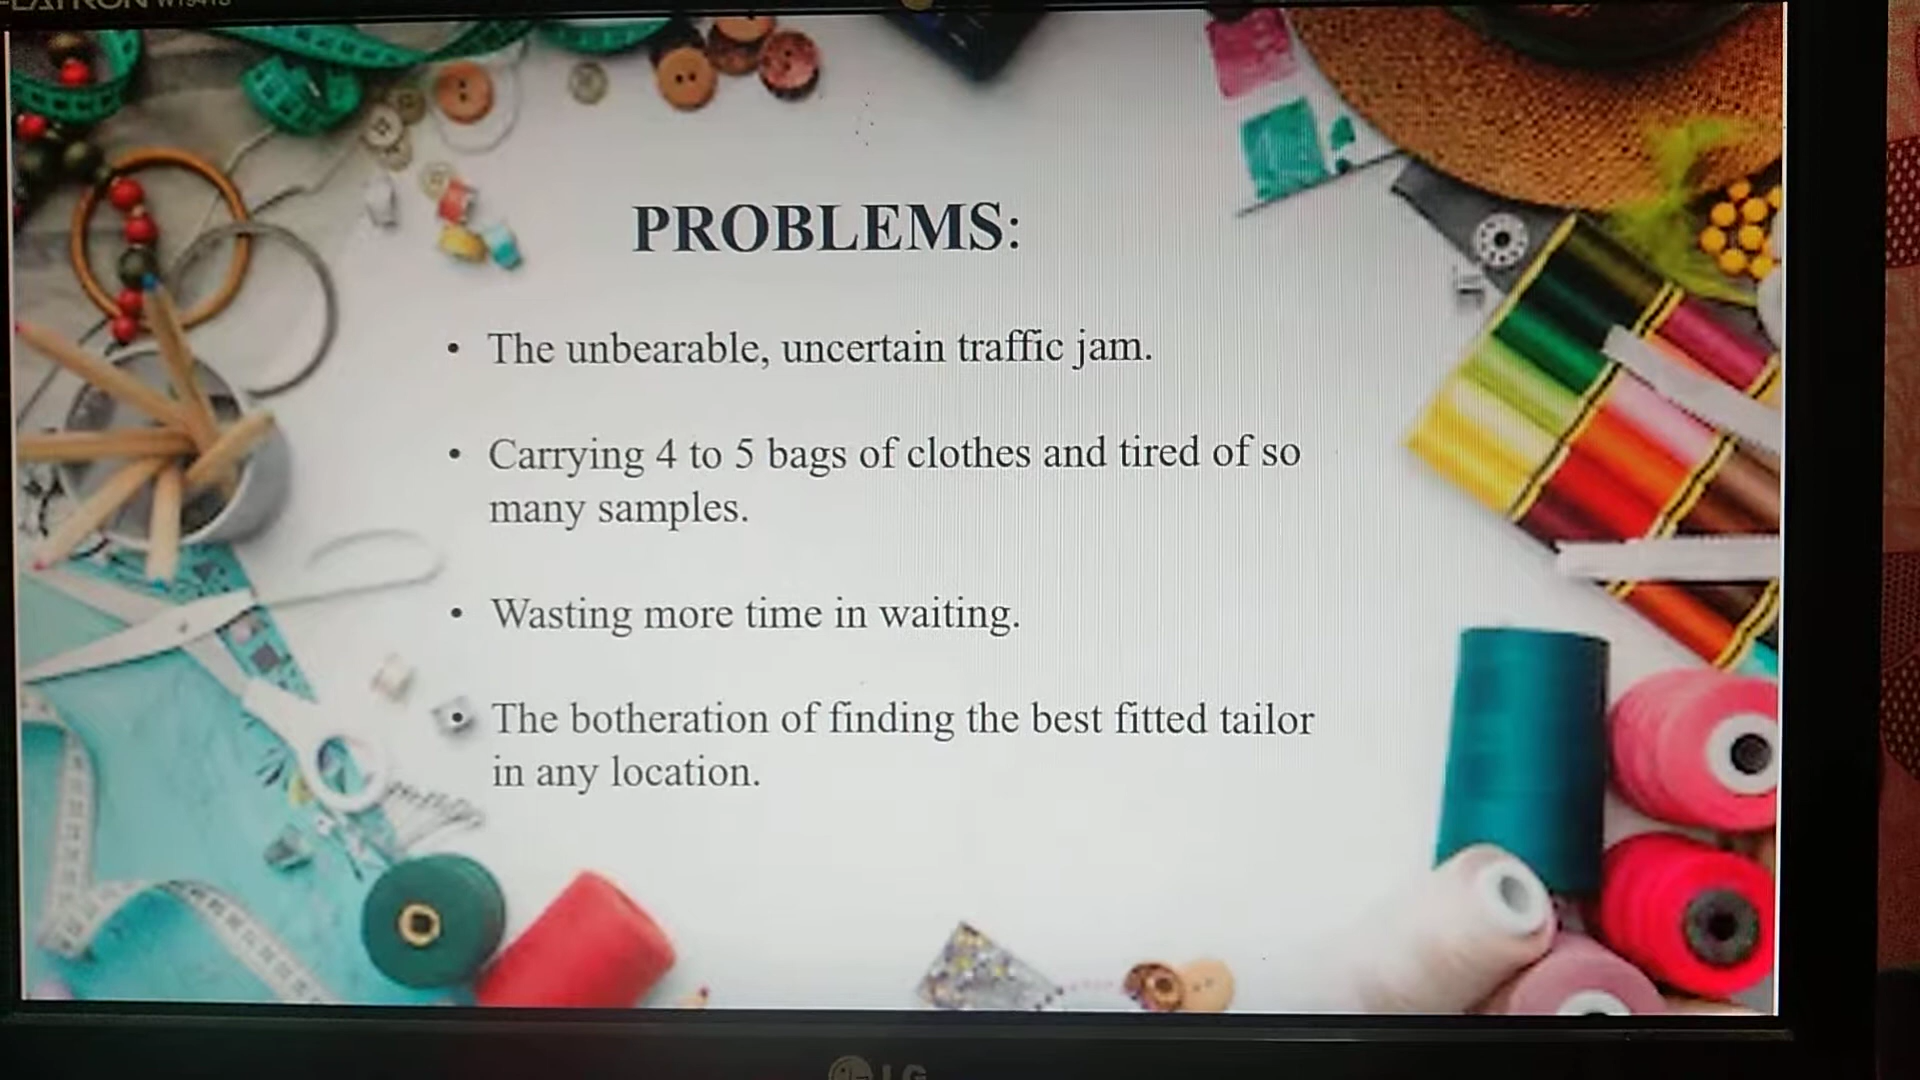 PROBLEMS:
• The unbearable, uncertain traffic jam.
• Carrying 4 to 5 bags of clothes and tired of so
many samples.
• Wasting more time in waiting.
• The botheration of finding the best fitted tailor
in any location.
LG